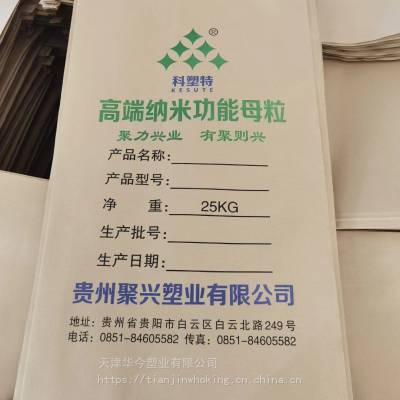 ®
科塑特
KESUTE
高端纳米功能母粒
聚力兴业 有聚则兴
产品名称:
产品型号:
净 重: 25KG
生产批号:
生产日期:
贵州聚兴塑业有限公司
地址: 贵州省贵阳市白云区白云北路249号
电话: 0851-84605582 传真: 0851-84605582
天津华今塑业有限公司
https://tianjinwhoking.cn.china.cn